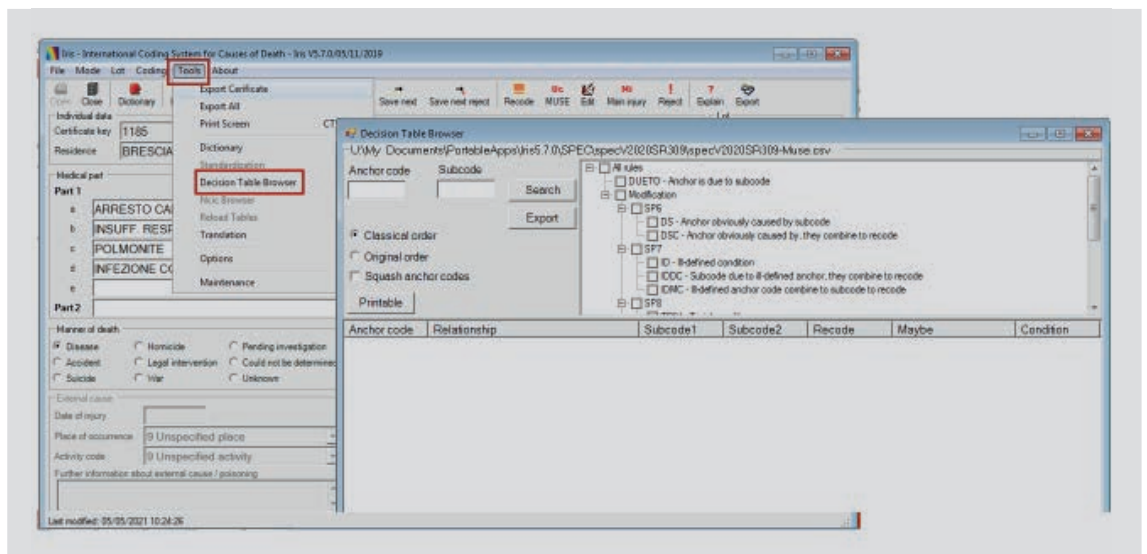 Iris - International Coding System for Causes of Death - Iris V5.7.0/05/11/2019
File Mode Lot Coding Tools About
Open Close Dictionary
Save next Save next reject Recode MUSE Edit Main injury Reject Explain Export
Export Certificate
Export All
Print Screen
Dictionary
Standardization
Decision Table Browser
Reload Tables
Translation
Options
Maintenance
Individual data
Lot
Certificate key 1185
Residence BRESCIA
Medical part
Part 1
a ARRESTO CA
b INSUFF. RESP
c POLMONITE
d INFEZIONE CO
e
Part2
Manner of death
Disease Homicide Pending investigation
Accident Legal intervention Could not be determined
Suicide War Unknown
External cause
Date of injury
Place of occurrence 9 Unspecified place
Activity code 9 Unspecified activity
Further information about external cause / poisoning
Last modified: 05/05/2021 10:24:26
Decision Table Browser
U:\My Documents\PortableApps\Iris5.7.0\SPEC\specV2020SR309\specV2020SR309-Muse.csv
Anchor code Subcode
Search
Export
Classical order
Original order
Squash anchor codes
Printable
All rules
DUETO - Anchor is due to subcode
Modification
SP6
DS - Anchor obviously caused by subcode
DSC - Anchor obviously caused by, they combine to recode
SP7
ID - Ill-defined condition
IDDC - Subcode due to ill-defined anchor, they combine to recode
IDMC - Ill-defined anchor code combine to subcode to recode
SP8
Anchor code Relationship Subcode1 Subcode2 Recode Maybe Condition